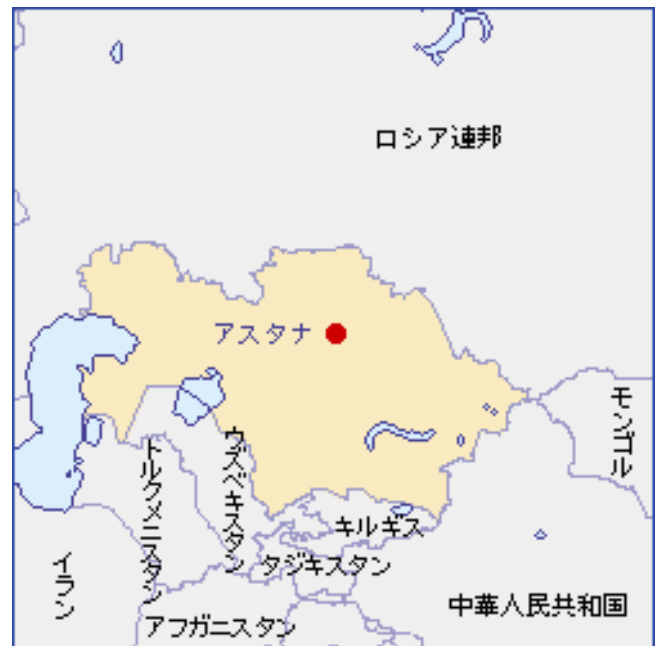 ロシア連邦
アスタナ
モンゴル
ウズベキスタン
トルクメニスタン
キルギス
タジキスタン
イラン
中華人民共和国
アフガニスタン